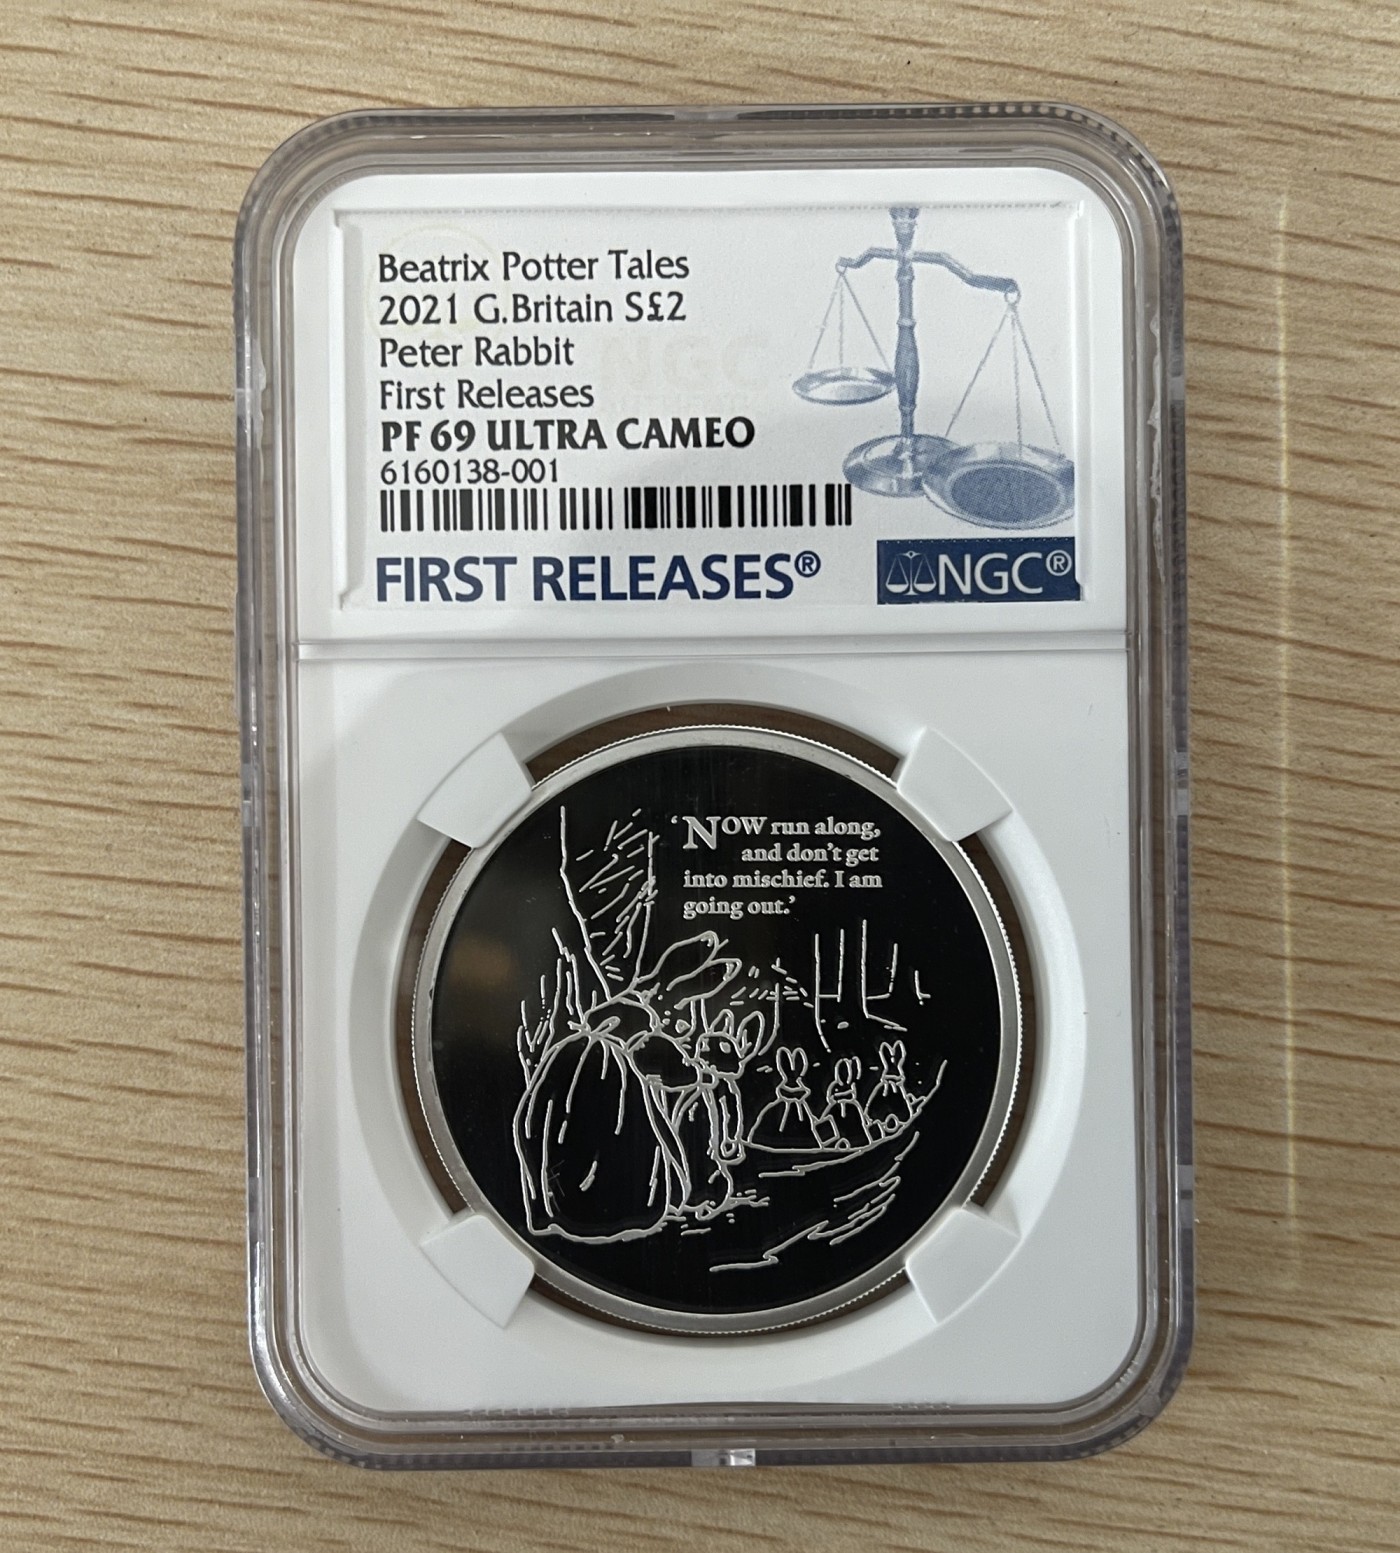 Beatrix Potter Tales
2021 G.Britain S£2
Peter Rabbit
First Releases
PF 69 ULTRA CAMEO
6160138-001
FIRST RELEASES®
NGC®
NGC
‘NOW run along,
and don’t get
into mischief. I am
going out.’